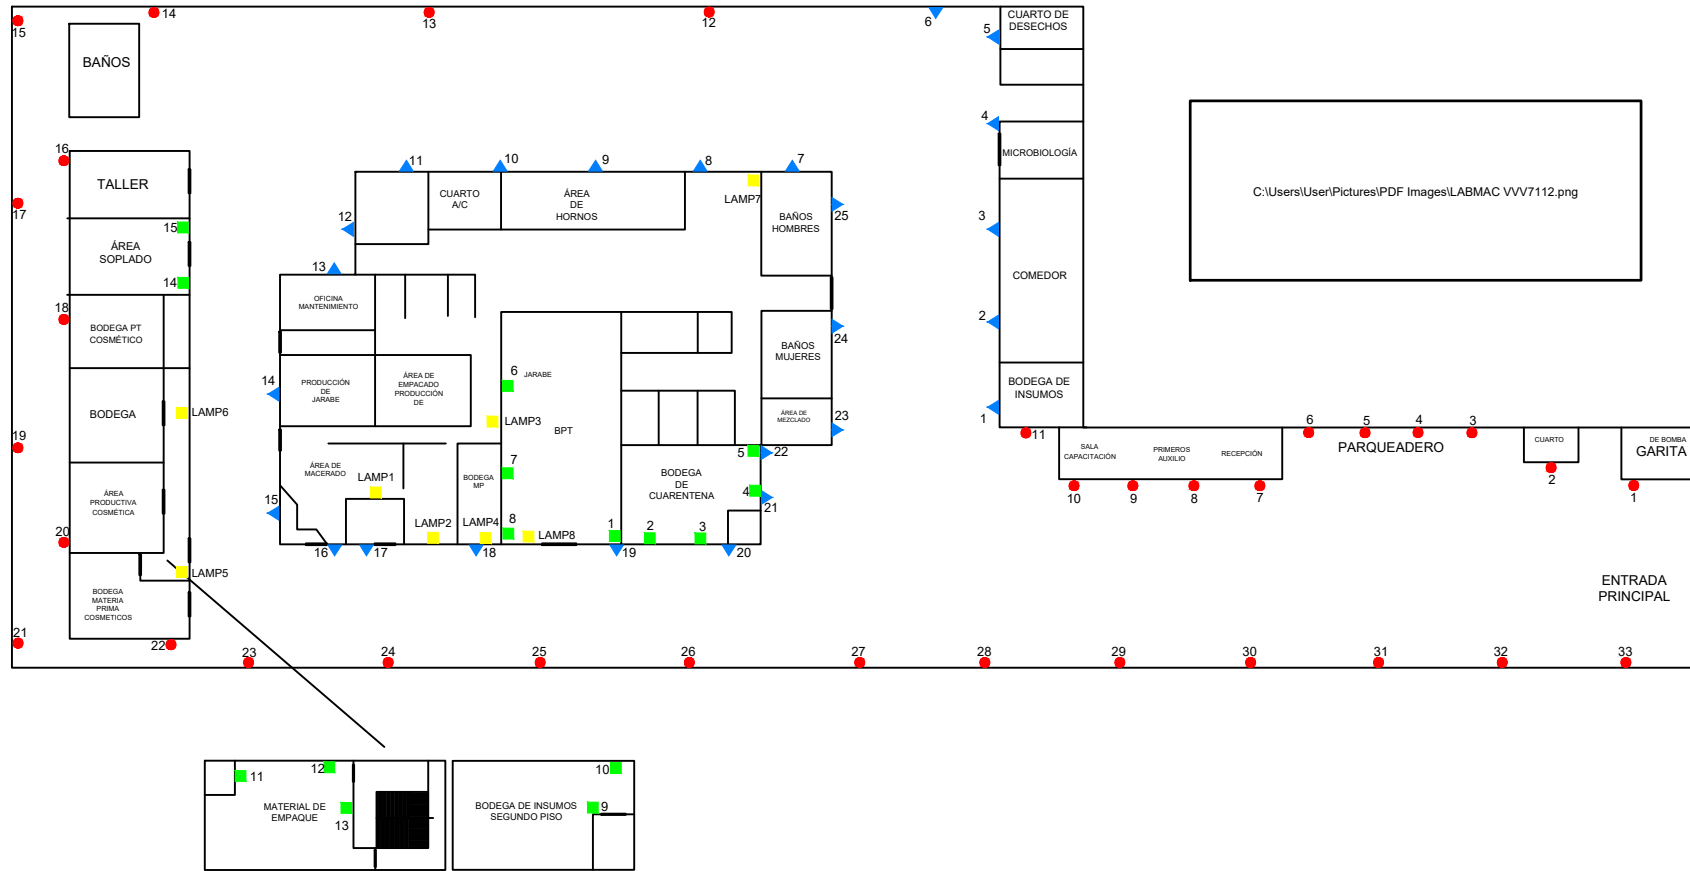 15
14
13
12
6
CUARTO DE
DESECHOS
5
BAÑOS
4
MICROBIOLOGÍA
C:\Users\User\Pictures\PDF Images\LABMAC VVV7112.png
16
TALLER
17
11
10
9
8
7
CUARTO
A/C
ÁREA
DE
HORNOS
LAMP7
BAÑOS
HOMBRES
25
12
3
15
ÁREA
SOPLADO
14
13
COMEDOR
OFICINA
MANTENIMIENTO
18
BODEGA PT
COSMÉTICO
2
24
BAÑOS
MUJERES
14
PRODUCCIÓN
DE
JARABE
ÁREA DE
EMPACADO
PRODUCCIÓN
DE
6
JARABE
BODEGA DE
INSUMOS
1
BODEGA
LAMP6
LAMP3
BPT
ÁREA DE
MEZCLADO
23
11
6
5
4
3
PARQUEADERO
CUARTO
2
DE BOMBA
GARITA
1
SALA
CAPACITACIÓN
PRIMEROS
AUXILIO
RECEPCIÓN
10
9
8
7
19
5
22
ÁREA DE
MACERADO
LAMP1
BODEGA
MP
7
BODEGA
DE
CUARENTENA
4
21
ÁREA
PRODUCTIVA
COSMÉTICA
15
20
16
17
LAMP2
LAMP4
18
8
LAMP8
1
19
2
3
20
LAMP5
BODEGA
MATERIA
PRIMA
COSMETICOS
ENTRADA
PRINCIPAL
21
22
23
24
25
26
27
28
29
30
31
32
33
11
12
13
MATERIAL DE
EMPAQUE
10
9
BODEGA DE INSUMOS
SEGUNDO PISO